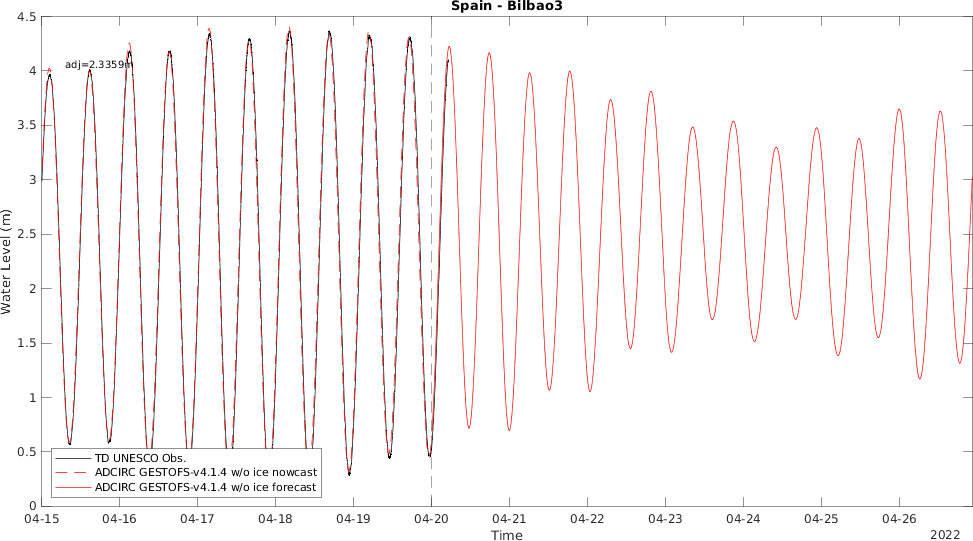 Spain - Bilbao3
4.5
4
3.5
3
2.5
2
1.5
1
0.5
0
Water Level (m)
adj=2.3359m
TD UNESCO Obs.
ADCIRC GESTOFS-v4.1.4 w/o ice nowcast
ADCIRC GESTOFS-v4.1.4 w/o ice forecast
04-15 04-16 04-17 04-18 04-19 04-20 04-21 04-22 04-23 04-24 04-25 04-26
Time
2022